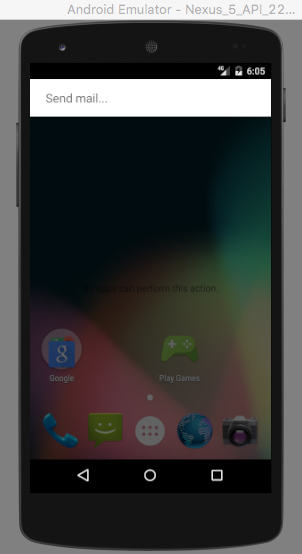 Android Emulator - Nexus_5_API_22...
4G 6:05
Send mail...
No apps can perform this action.
Google
Play Games